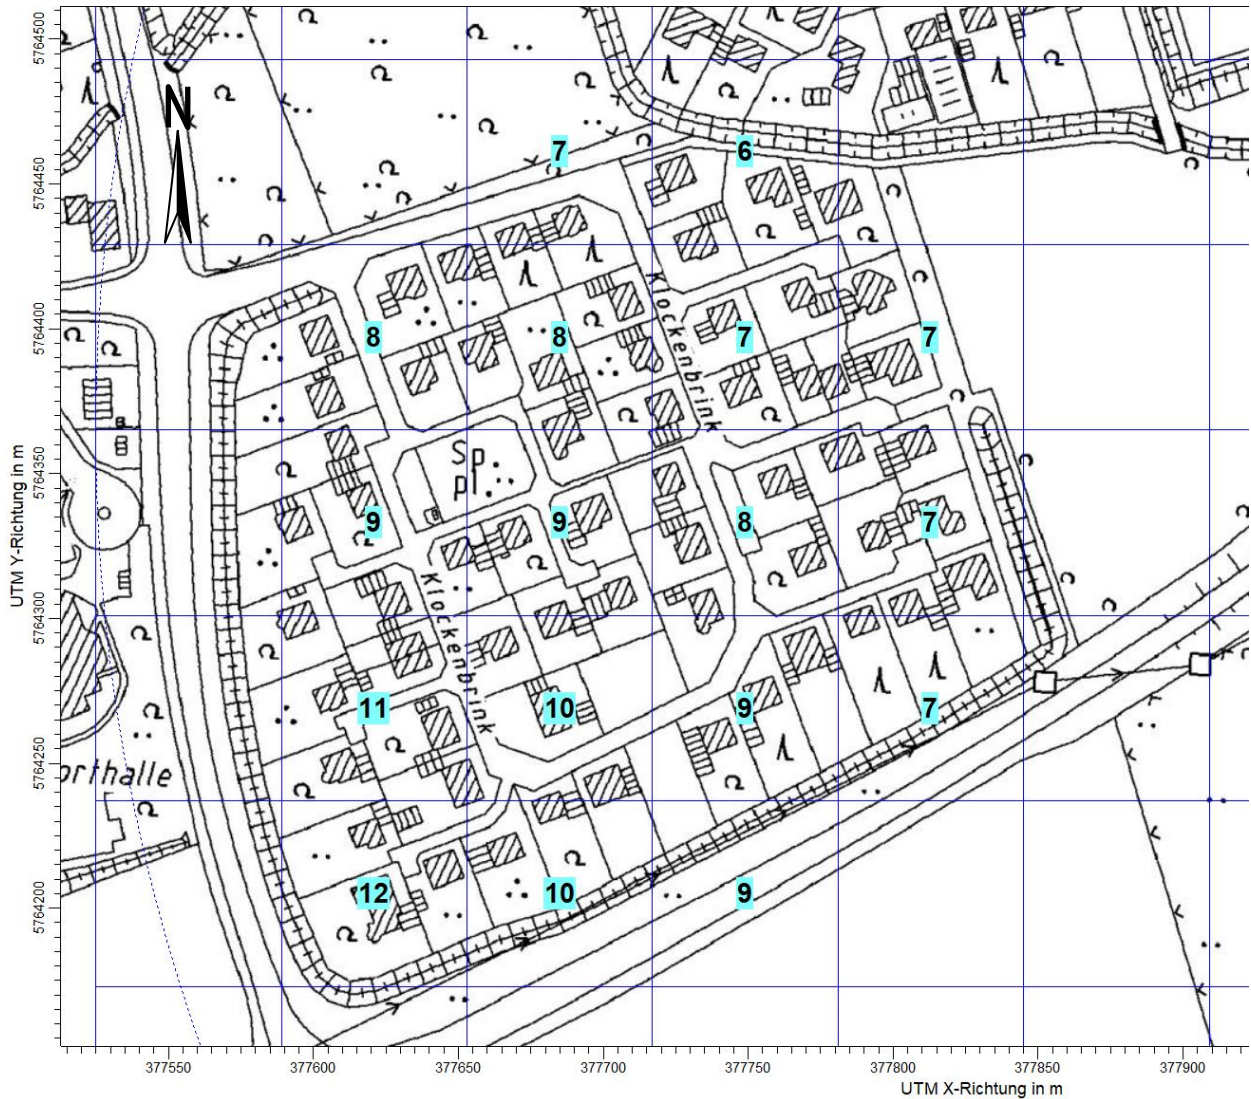 5764500
N
7 6
5764450
5764400
8 8 7 7
Klockenbrink
5764350
Sp.
pl.
9 9 8 7
Klockenbrink
5764300
11 10 9 7
5764250
orthalle
12 10 9
5764200
UTM Y-Richtung in m
377550 377600 377650 377700 377750 377800 377850 377900
UTM X-Richtung in m